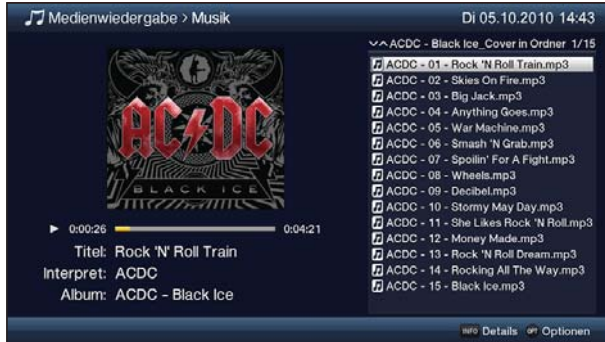 Medienwiedergabe > Musik
Di 05.10.2010 14:43
ACDC - Black Ice_Cover in Ordner 1/15
AC DC
BLACK ICE
0:00:26 0:04:21
Titel: Rock 'N' Roll Train
Interpret: ACDC
Album: ACDC - Black Ice
ACDC - 01 - Rock 'N Roll Train.mp3
ACDC - 02 - Skies On Fire.mp3
ACDC - 03 - Big Jack.mp3
ACDC - 04 - Anything Goes.mp3
ACDC - 05 - War Machine.mp3
ACDC - 06 - Smash 'N Grab.mp3
ACDC - 07 - Spoilin' For A Fight.mp3
ACDC - 08 - Wheels.mp3
ACDC - 09 - Decibel.mp3
ACDC - 10 - Stormy May Day.mp3
ACDC - 11 - She Likes Rock 'N Roll.mp3
ACDC - 12 - Money Made.mp3
ACDC - 13 - Rock 'N Roll Dream.mp3
ACDC - 14 - Rocking All The Way.mp3
ACDC - 15 - Black Ice.mp3
INFO Details OPT Optionen